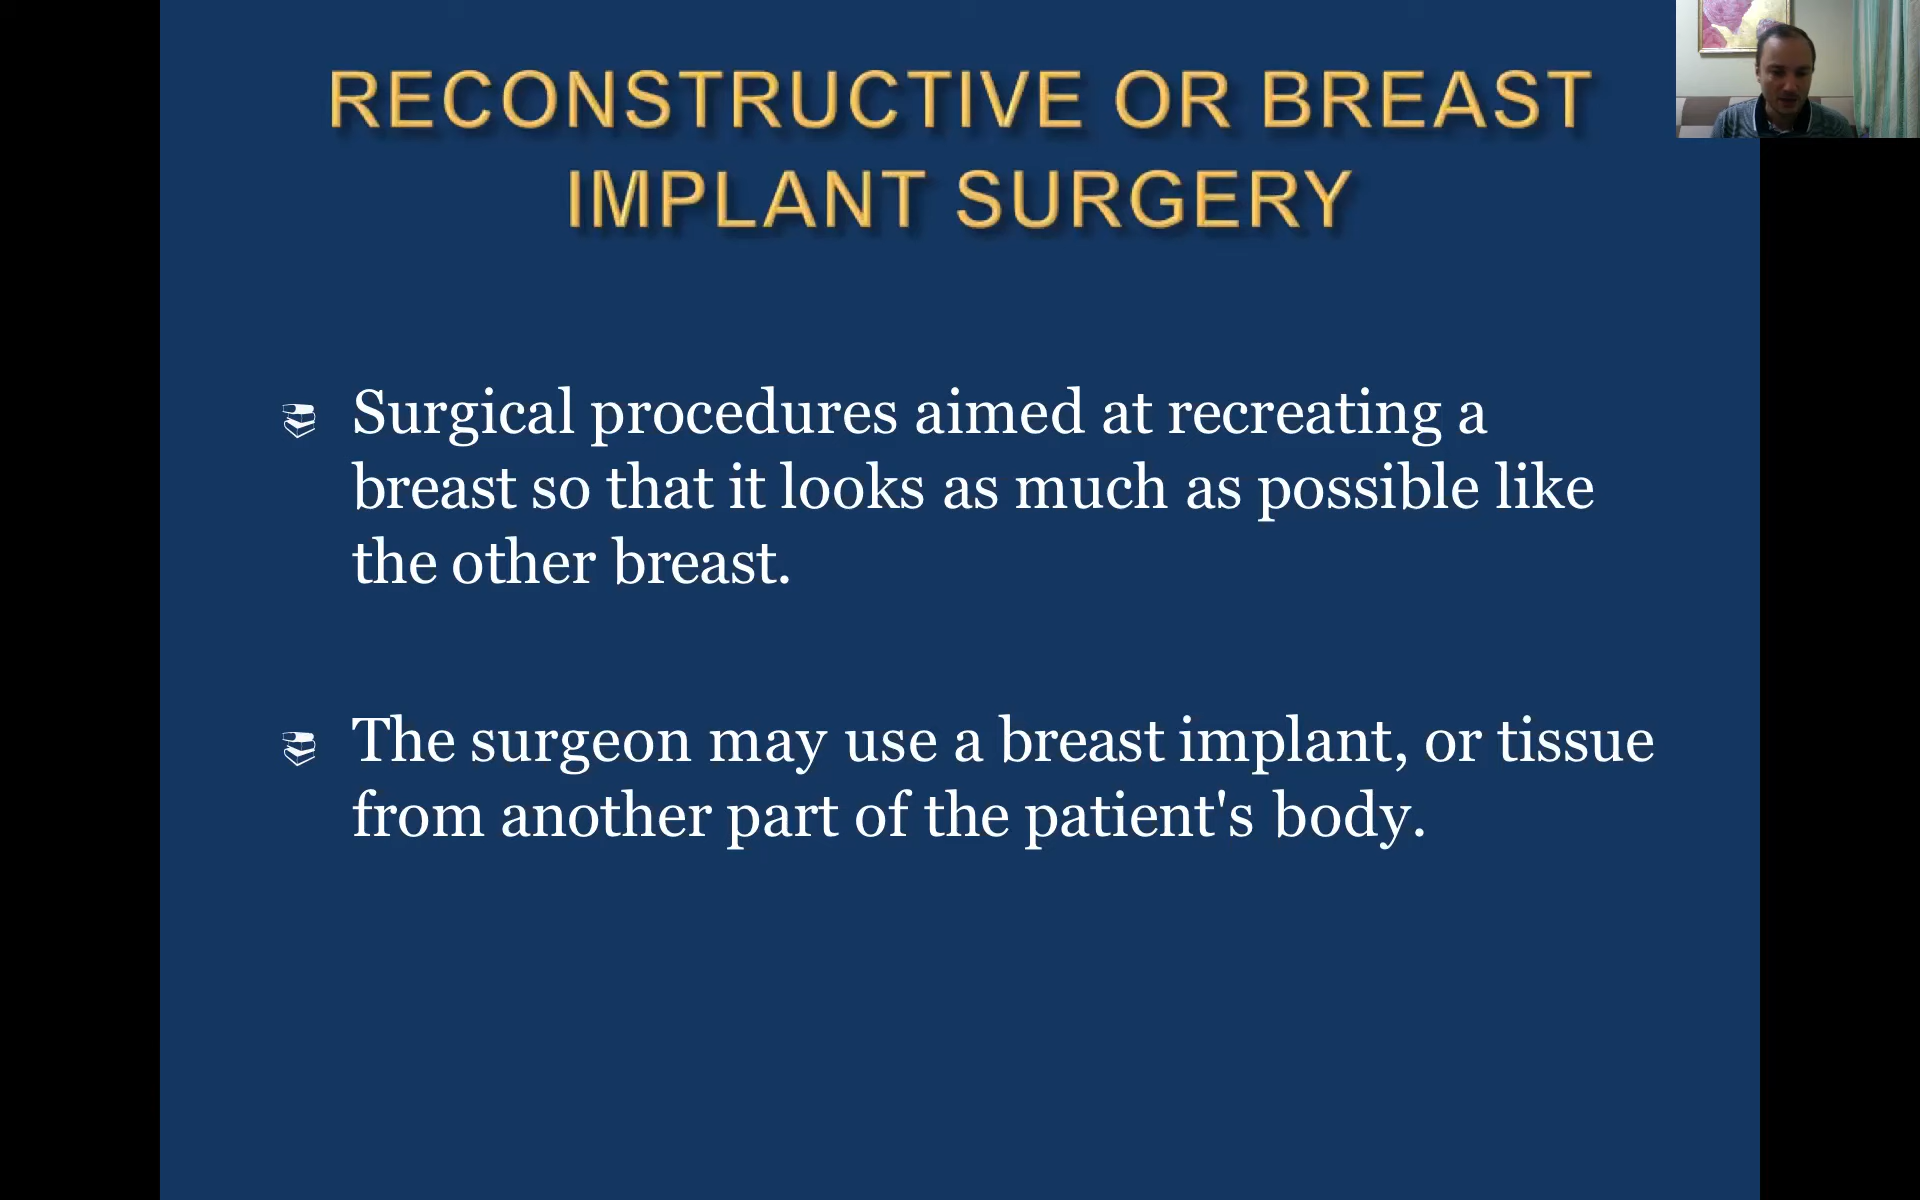 RECONSTRUCTIVE OR BREAST
IMPLANT SURGERY
Surgical procedures aimed at recreating a
breast so that it looks as much as possible like
the other breast.
The surgeon may use a breast implant, or tissue
from another part of the patient's body.